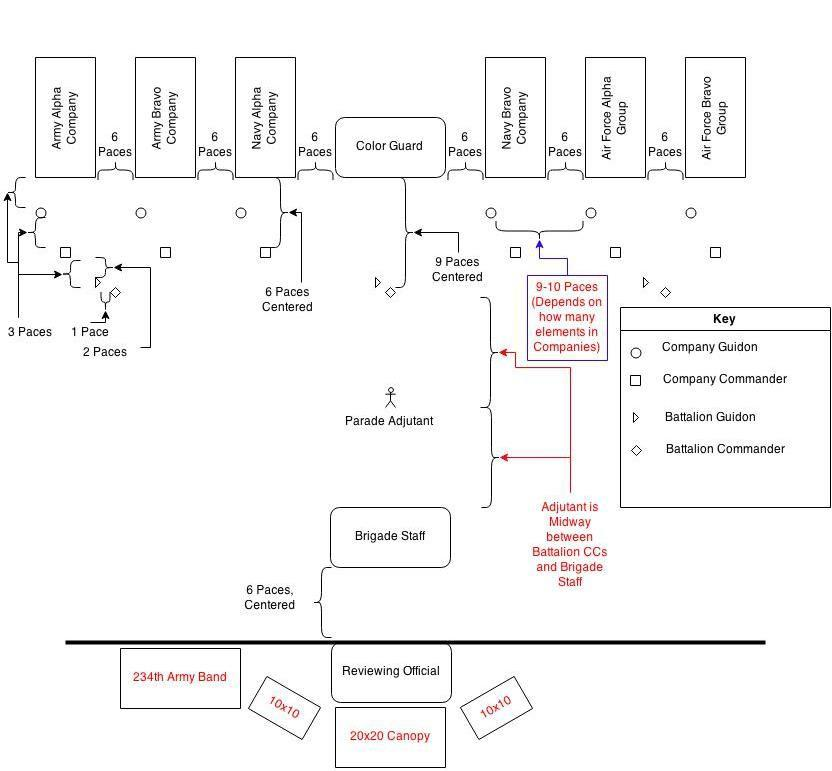 Army Alpha
Company
Army Bravo
Company
Navy Alpha
Company
Color Guard
Navy Bravo
Company
Air Force Alpha
Group
Air Force Bravo
Group
6
Paces
6
Paces
6
Paces
6
Paces
6
Paces
6
Paces
9 Paces
Centered
6 Paces
Centered
9-10 Paces
(Depends on
how many
elements in
Companies)
3 Paces
1 Pace
2 Paces
Key
Company Guidon
Company Commander
Battalion Guidon
Battalion Commander
Parade Adjutant
Adjutant is
Midway
between
Battalion CCs
and Brigade
Staff
Brigade Staff
6 Paces,
Centered
234th Army Band
10x10
Reviewing Official
10x10
20x20 Canopy